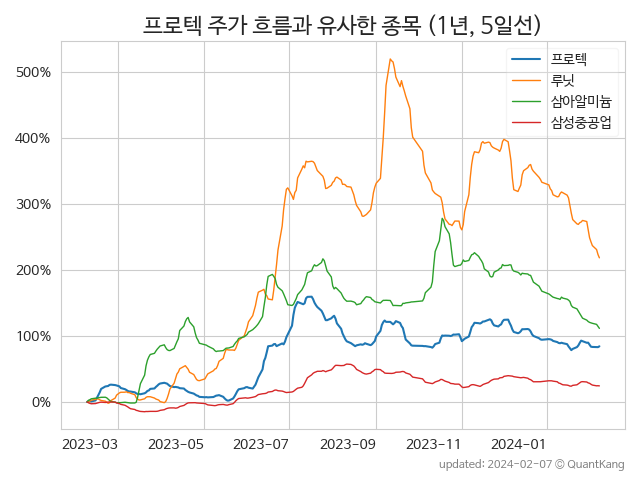 프로텍 주가 흐름과 유사한 종목 (1년, 5일선)
프로텍
루닛
삼아알미늄
삼성중공업
500%
400%
300%
200%
100%
0%
2023-03 2023-05 2023-07 2023-09 2023-11 2024-01
updated: 2024-02-07 © QuantKang